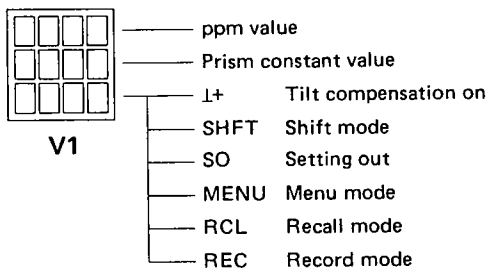 ppm value
Prism constant value
⊥+ Tilt compensation on
SHFT Shift mode
SO Setting out
MENU Menu mode
RCL Recall mode
REC Record mode
V1